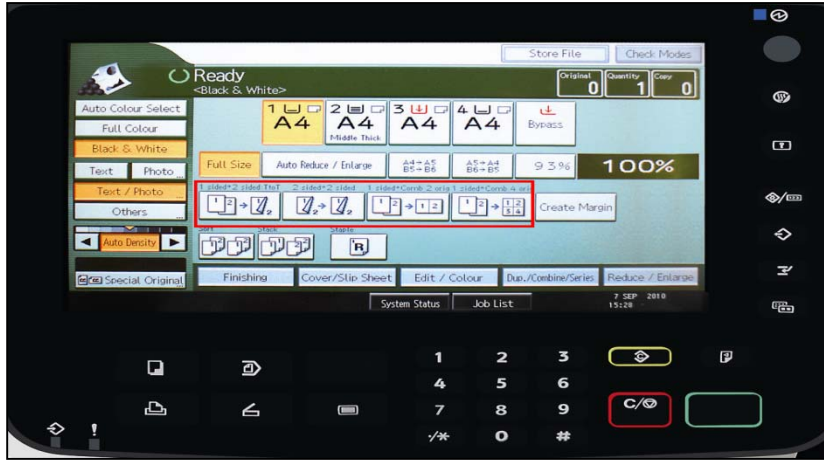 Store File
Check Modes
Ready
<Black & White>
Original 0
Quantity 1
Copy 0
Auto Colour Select
Full Colour
Black & White
Text
Photo
Text / Photo
Others
Auto Density
Special Original
1
A4
2
A4
Middle Thick
3
A4
4
A4
Bypass
Full Size
Auto Reduce / Enlarge
A4→A5
B5→B6
A5→A4
B6→B5
93%
100%
1 sided→2 sided:TtoT
2 sided→2 sided
1 sided→Comb 2 orig
1 sided→Comb 4 orig
Create Margin
Sort
Stack
Staple
Finishing
Cover/Slip Sheet
Edit / Colour
Dup./Combine/Series
Reduce / Enlarge
System Status
Job List
7 SEP 2010
15:28
1 2 3
4 5 6
7 8 9
·/* 0 #
C/